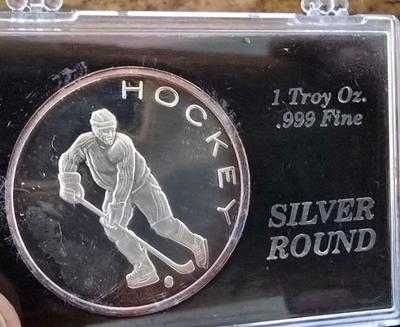 HOCKEY
1 Troy Oz.
.999 Fine
SILVER
ROUND